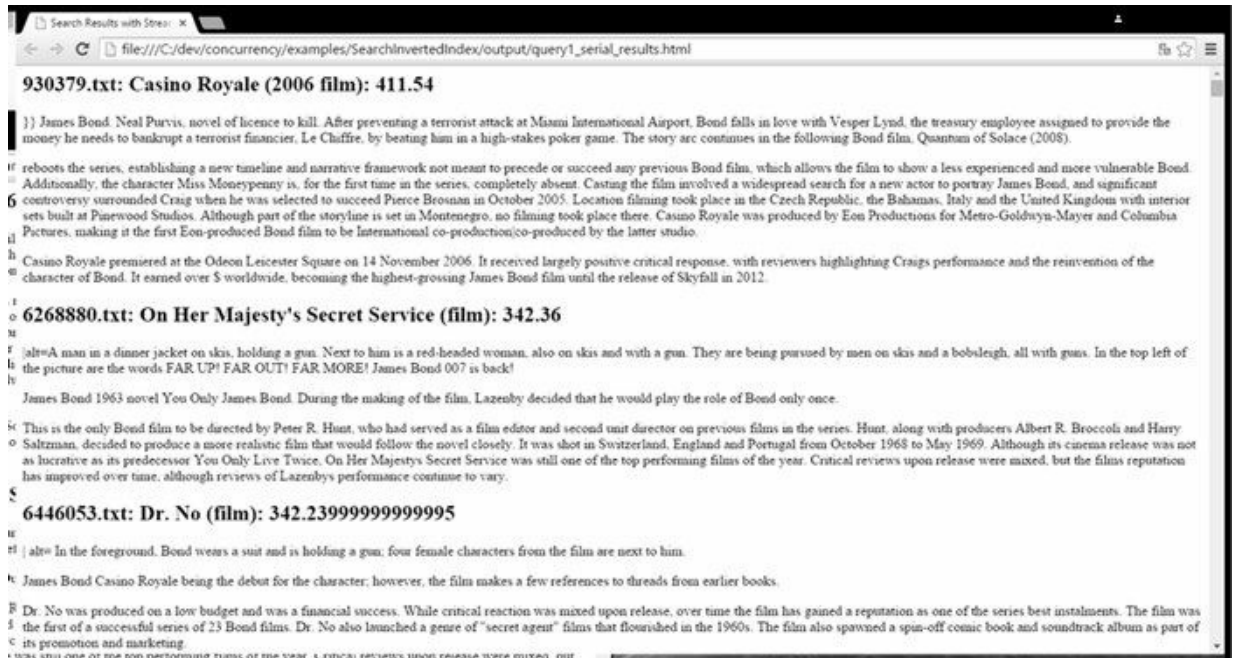 Search Results with Strea
file:///C:/dev/concurrency/examples/SearchInvertedIndex/output/query1_serial_results.html
930379.txt: Casino Royale (2006 film): 411.54
}} James Bond. Neal Purvis, novel of licence to kill. After preventing a terrorist attack at Miami International Airport, Bond falls in love with Vesper Lynd, the treasury employee assigned to provide the
money he needs to bankrupt a terrorist financier, Le Chiffre, by beating him in a high-stakes poker game. The story arc continues in the following Bond film, Quantum of Solace (2008).
reboots the series, establishing a new timeline and narrative framework not meant to precede or succeed any previous Bond film, which allows the film to show a less experienced and more vulnerable Bond.
Additionally, the character Miss Moneypenny is, for the first time in the series, completely absent. Casting the film involved a widespread search for a new actor to portray James Bond, and significant
controversy surrounded Craig when he was selected to succeed Pierce Brosnan in October 2005. Location filming took place in the Czech Republic, the Bahamas, Italy and the United Kingdom with interior
sets built at Pinewood Studios. Although part of the storyline is set in Montenegro, no filming took place there. Casino Royale was produced by Eon Productions for Metro-Goldwyn-Mayer and Columbia
Pictures, making it the first Eon-produced Bond film to be International co-production|co-produced by the latter studio.
Casino Royale premiered at the Odeon Leicester Square on 14 November 2006. It received largely positive critical response, with reviewers highlighting Craigs performance and the reinvention of the
character of Bond. It earned over $ worldwide, becoming the highest-grossing James Bond film until the release of Skyfall in 2012.
6268880.txt: On Her Majesty's Secret Service (film): 342.36
|alt=A man in a dinner jacket on skis, holding a gun. Next to him is a red-headed woman, also on skis and with a gun. They are being pursued by men on skis and a bobsleigh, all with guns. In the top left of
the picture are the words FAR UP! FAR OUT! FAR MORE! James Bond 007 is back!
James Bond 1963 novel You Only James Bond. During the making of the film, Lazenby decided that he would play the role of Bond only once.
This is the only Bond film to be directed by Peter R. Hunt, who had served as a film editor and second unit director on previous films in the series. Hunt, along with producers Albert R. Broccoli and Harry
Saltzman, decided to produce a more realistic film that would follow the novel closely. It was shot in Switzerland, England and Portugal from October 1968 to May 1969. Although its cinema release was not
as lucrative as its predecessor You Only Live Twice, On Her Majestys Secret Service was still one of the top performing films of the year. Critical reviews upon release were mixed, but the films reputation
has improved over time, although reviews of Lazenbys performance continue to vary.
6446053.txt: Dr. No (film): 342.23999999999995
| alt= In the foreground, Bond wears a suit and is holding a gun; four female characters from the film are next to him.
James Bond Casino Royale being the debut for the character; however, the film makes a few references to threads from earlier books.
Dr. No was produced on a low budget and was a financial success. While critical reaction was mixed upon release, over time the film has gained a reputation as one of the series best instalments. The film was
the first of a successful series of 23 Bond films. Dr. No also launched a genre of "secret agent" films that flourished in the 1960s. The film also spawned a spin-off comic book and soundtrack album as part of
its promotion and marketing.